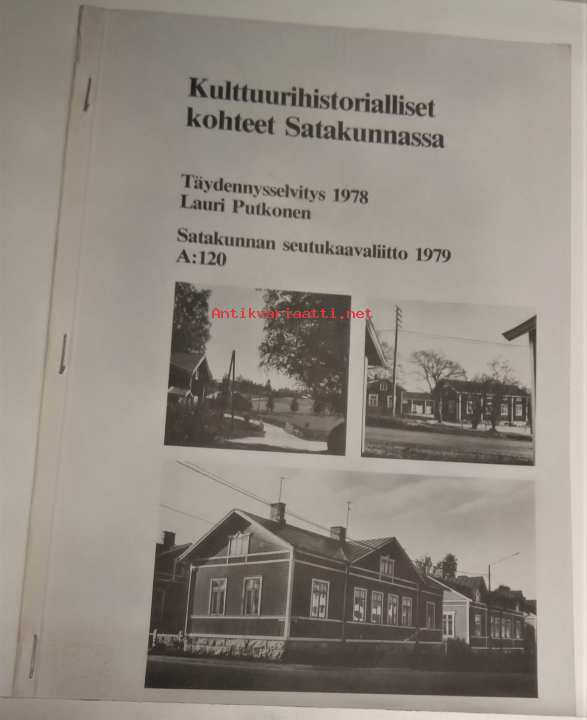 Kulttuurihistorialliset
kohteet Satakunnassa
Täydennysselvitys 1978
Lauri Putkonen
Satakunnan seutukaavaliitto 1979
A:120
Antikvariaatti.net